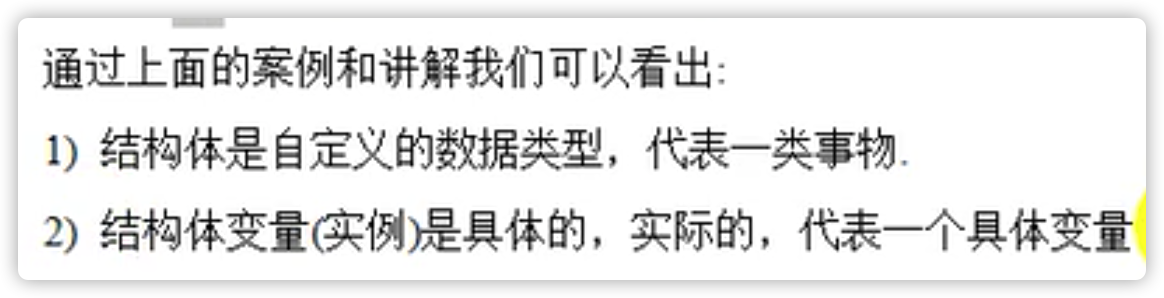 通过上面的案例和讲解我们可以看出:
1) 结构体是自定义的数据类型，代表一类事物.
2) 结构体变量(实例)是具体的，实际的，代表一个具体变量